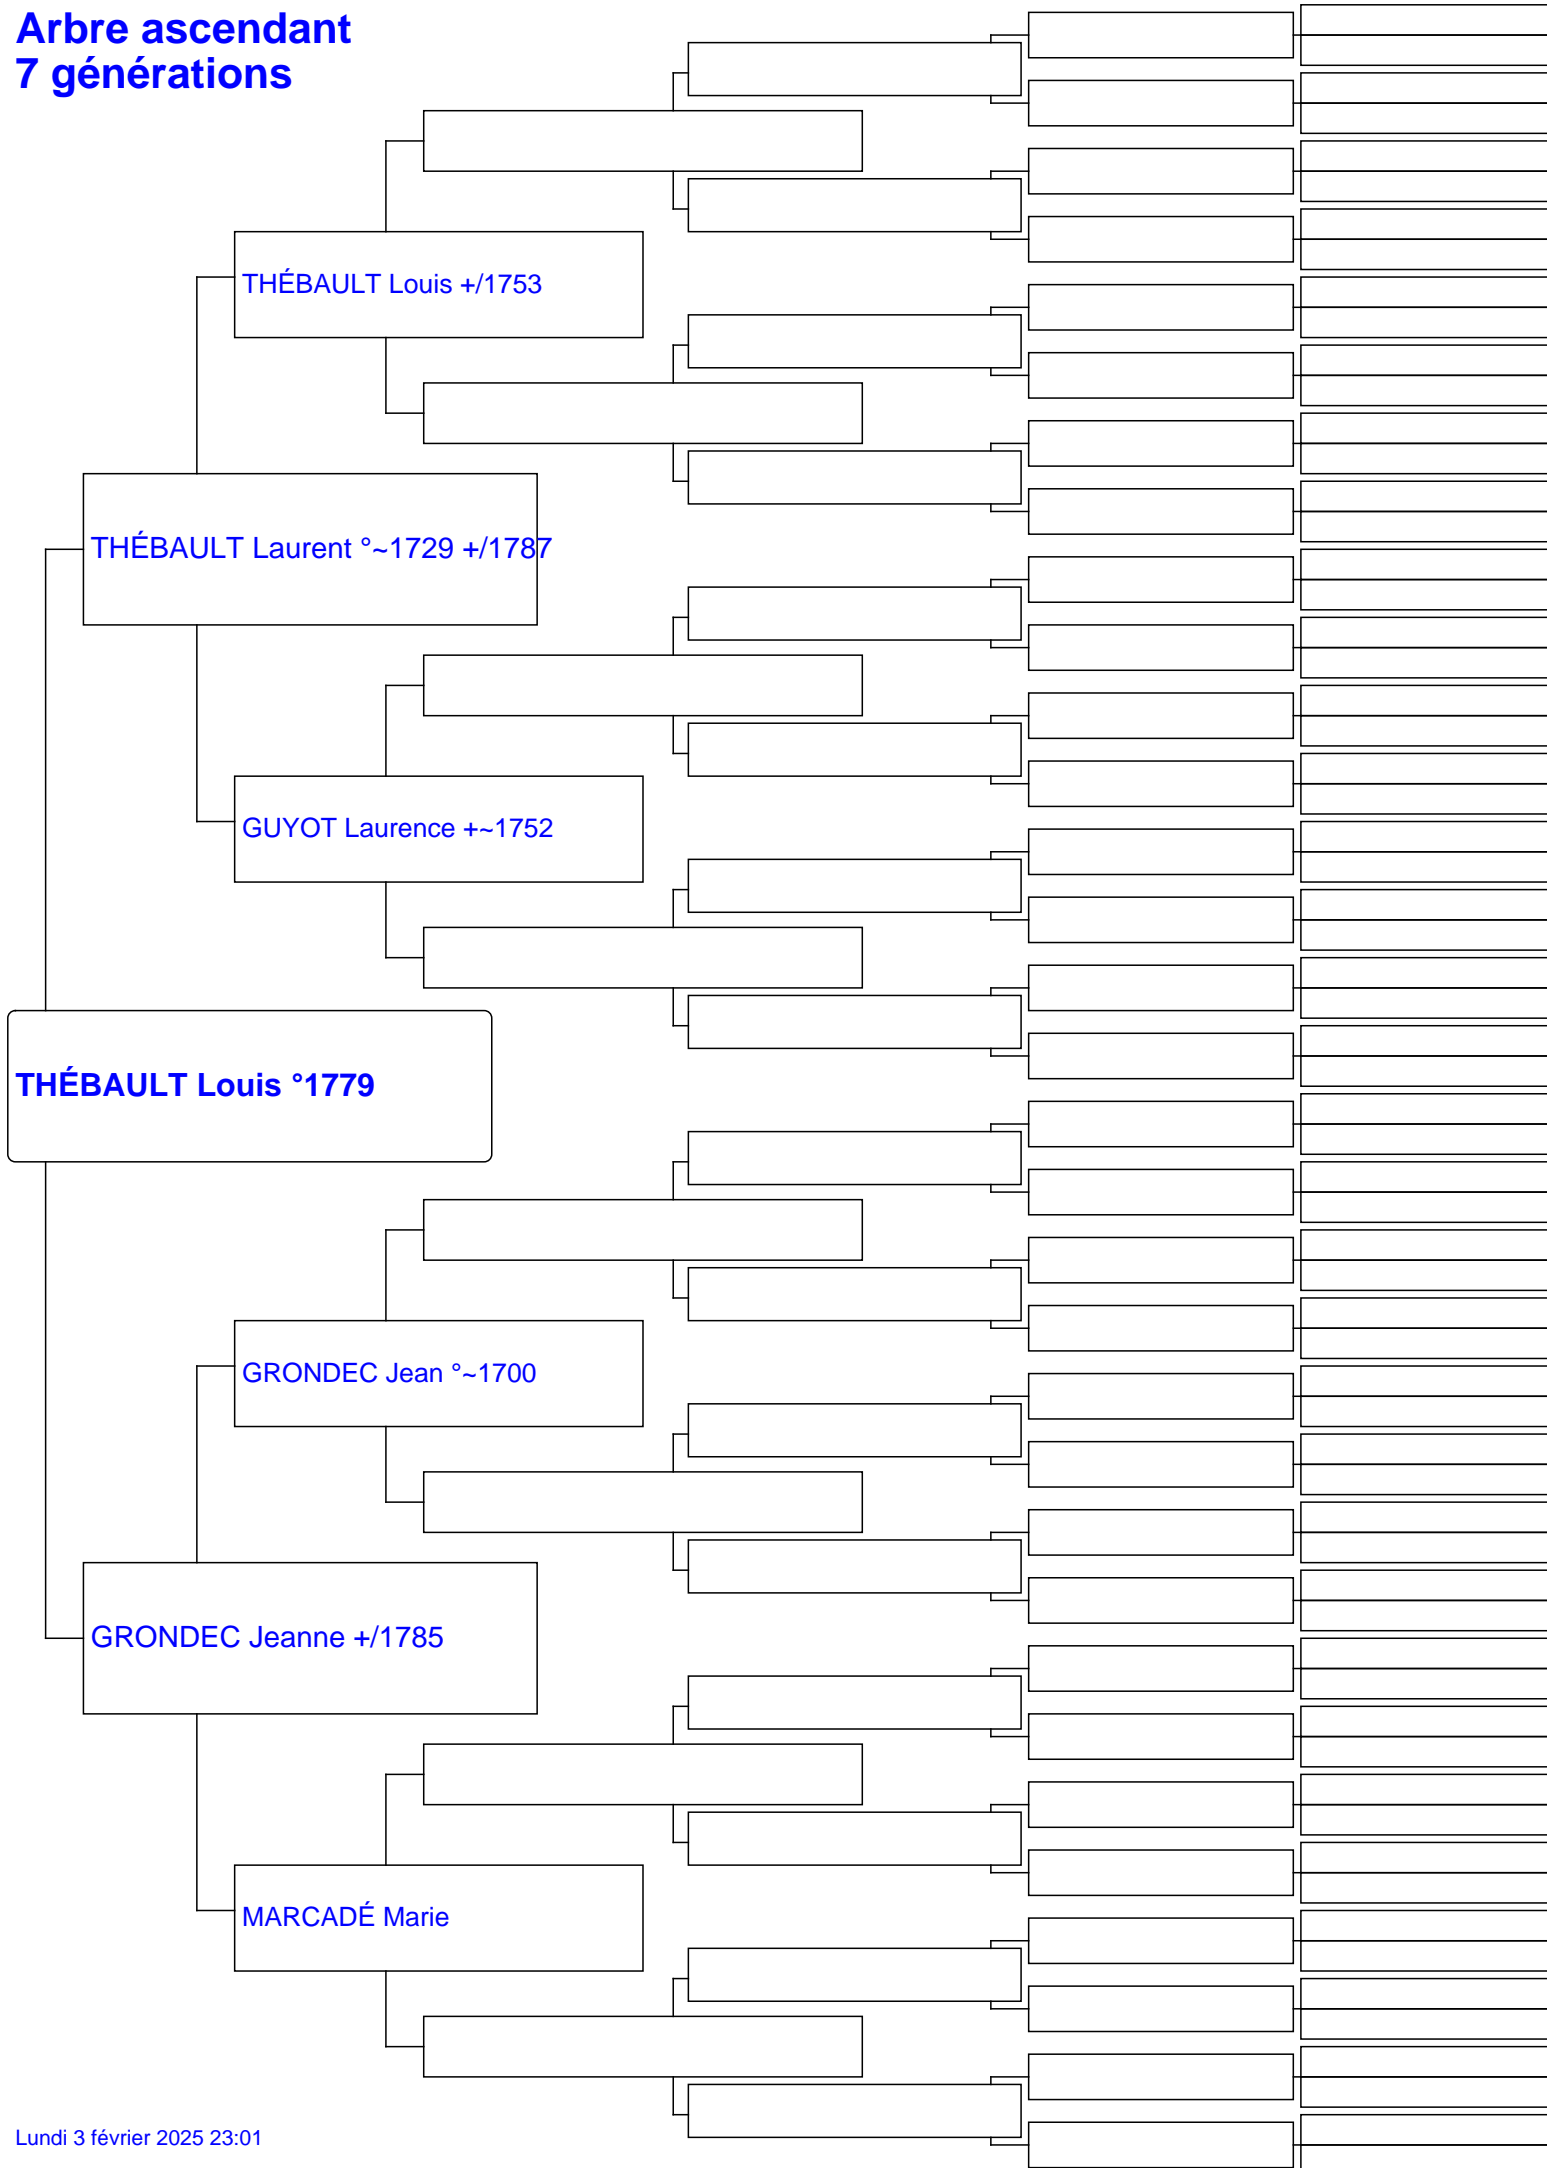 Arbre ascendant
7 générations
THÉBAULT Louis +/1753
THÉBAULT Laurent °~1729 +/1787
GUYOT Laurence +~1752
THÉBAULT Louis °1779
GRONDEC Jean °~1700
GRONDEC Jeanne +/1785
MARCADÉ Marie
Lundi 3 février 2025 23:01